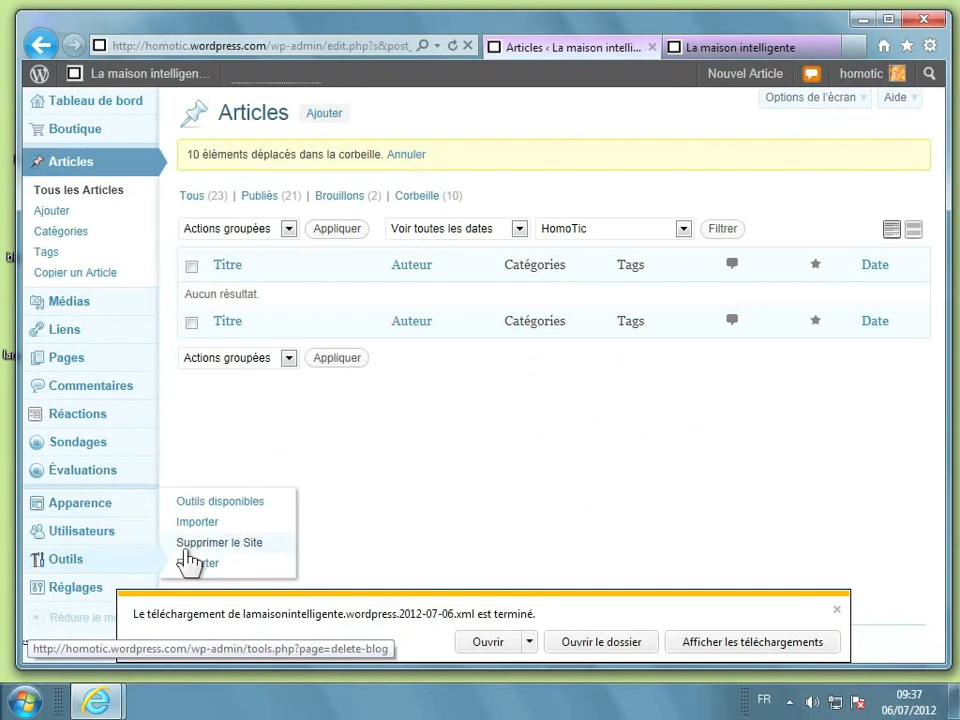 http://homotic.wordpress.com/wp-admin/edit.php?s&post_
Articles ‹ La maison intelli...
La maison intelligente
La maison intelligen...
Nouvel Article
homotic
Tableau de bord
Boutique
Articles
Tous les Articles
Ajouter
Catégories
Tags
Copier un Article
Médias
Liens
Pages
Commentaires
Réactions
Sondages
Évaluations
Apparence
Utilisateurs
Outils
Réglages
Réduire le me
Articles Ajouter
Options de l'écran
Aide
10 éléments déplacés dans la corbeille. Annuler
Tous (23) | Publiés (21) | Brouillons (2) | Corbeille (10)
Actions groupées Appliquer Voir toutes les dates HomoTic Filtrer
Titre Auteur Catégories Tags Date
Aucun résultat.
Titre Auteur Catégories Tags Date
Actions groupées Appliquer
Outils disponibles
Importer
Supprimer le Site
Le téléchargement de lamaisonintelligente.wordpress.2012-07-06.xml est terminé.
Ouvrir Ouvrir le dossier Afficher les téléchargements
http://homotic.wordpress.com/wp-admin/tools.php?page=delete-blog
FR
09:37
06/07/2012